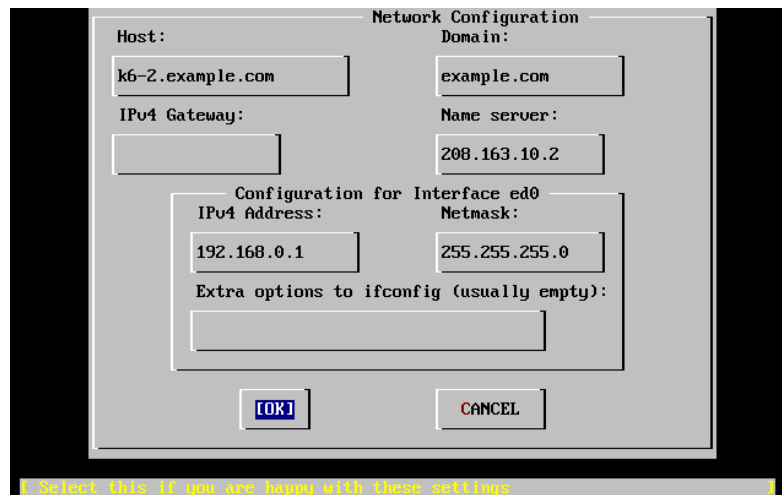 Network Configuration
Host: Domain:
k6-2.example.com example.com
IPv4 Gateway: Name server:
208.163.10.2
Configuration for Interface ed0
IPv4 Address: Netmask:
192.168.0.1 255.255.255.0
Extra options to ifconfig (usually empty):
[OK] CANCEL
[ Select this if you are happy with these settings ]